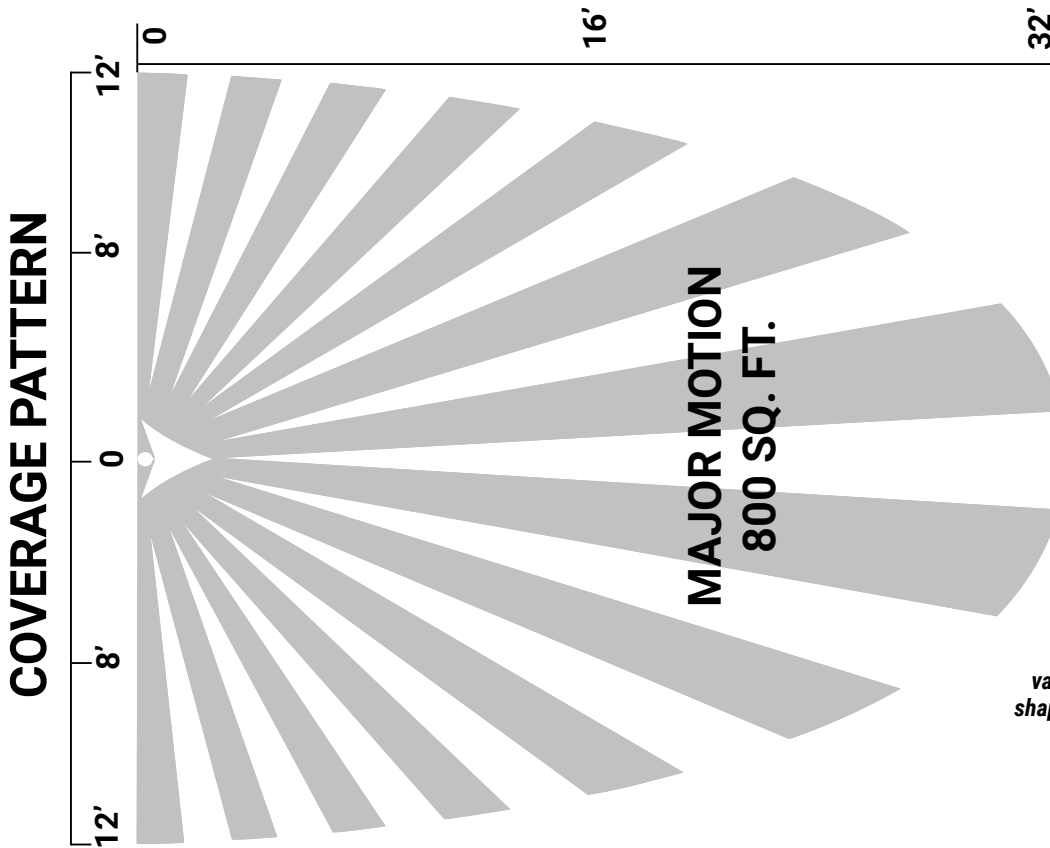 COVERAGE PATTERN
0
16'
32'
12'
8'
0
8'
12'
MAJOR MOTION
800 SQ. FT.